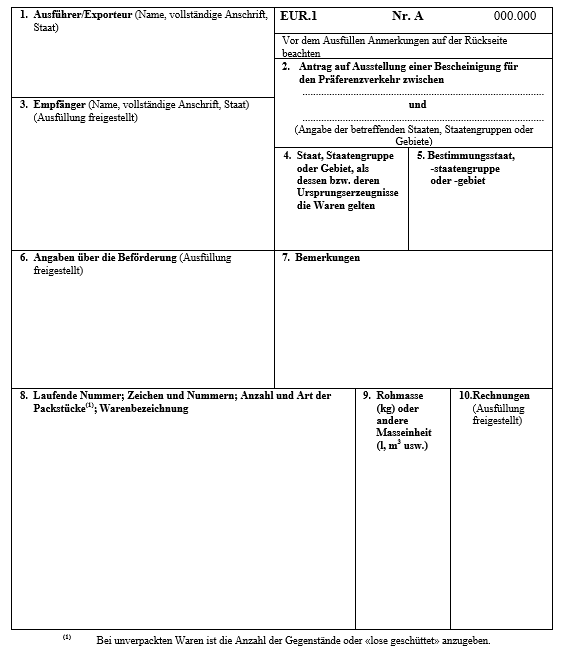 1. Ausführer/Exporteur (Name, vollständige Anschrift,
Staat)
EUR.1 Nr. A 000.000
Vor dem Ausfüllen Anmerkungen auf der Rückseite
beachten
2. Antrag auf Ausstellung einer Bescheinigung für
den Präferenzverkehr zwischen
und
(Angabe der betreffenden Staaten, Staatengruppen oder
Gebiete)
3. Empfänger (Name, vollständige Anschrift, Staat)
(Ausfüllung freigestellt)
4. Staat, Staatengruppe
oder Gebiet, als
dessen bzw. deren
Ursprungserzeugnisse
die Waren gelten
5. Bestimmungsstaat,
-staatengruppe
oder -gebiet
6. Angaben über die Beförderung (Ausfüllung
freigestellt)
7. Bemerkungen
8. Laufende Nummer; Zeichen und Nummern; Anzahl und Art der
Packstücke(1); Warenbezeichnung
9. Rohmasse
(kg) oder
andere
Masseinheit
(l, m³ usw.)
10.Rechnungen
(Ausfüllung
freigestellt)
(1) Bei unverpackten Waren ist die Anzahl der Gegenstände oder «lose geschüttet» anzugeben.